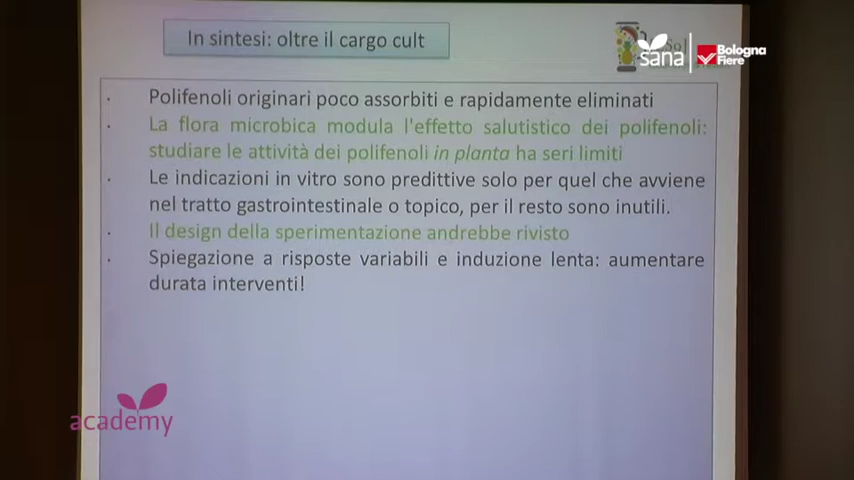 In sintesi: oltre il cargo cult
Sol
sana
Bologna
Fiere
Polifenoli originari poco assorbiti e rapidamente eliminati
La flora microbica modula l'effetto salutistico dei polifenoli:
studiare le attività dei polifenoli in planta ha seri limiti
Le indicazioni in vitro sono predittive solo per quel che avviene
nel tratto gastrointestinale o topico, per il resto sono inutili.
Il design della sperimentazione andrebbe rivisto
Spiegazione a risposte variabili e induzione lenta: aumentare
durata interventi!
academy